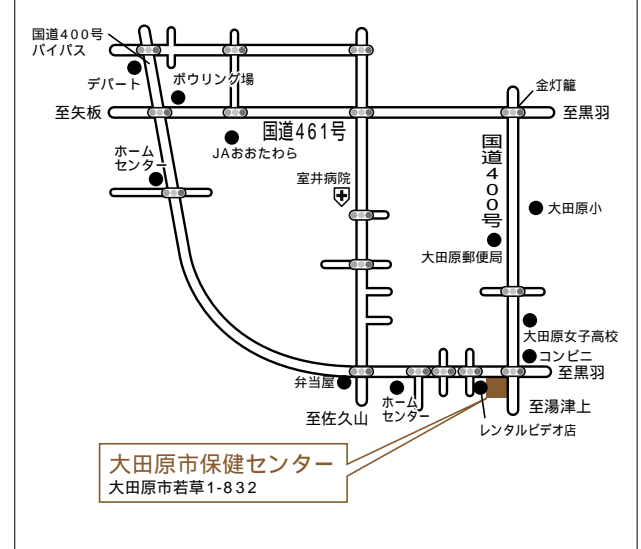 国道400号
バイパス
デパート
ボウリング場
金灯籠
至矢板
国道461号
至黒羽
JAおおたわら
ホーム
センター
室井病院
国道400号
大田原小
大田原郵便局
大田原女子高校
コンビニ
至黒羽
弁当屋
ホーム
センター
至佐久山
至湯津上
レンタルビデオ店
大田原市保健センター
大田原市若草1-832